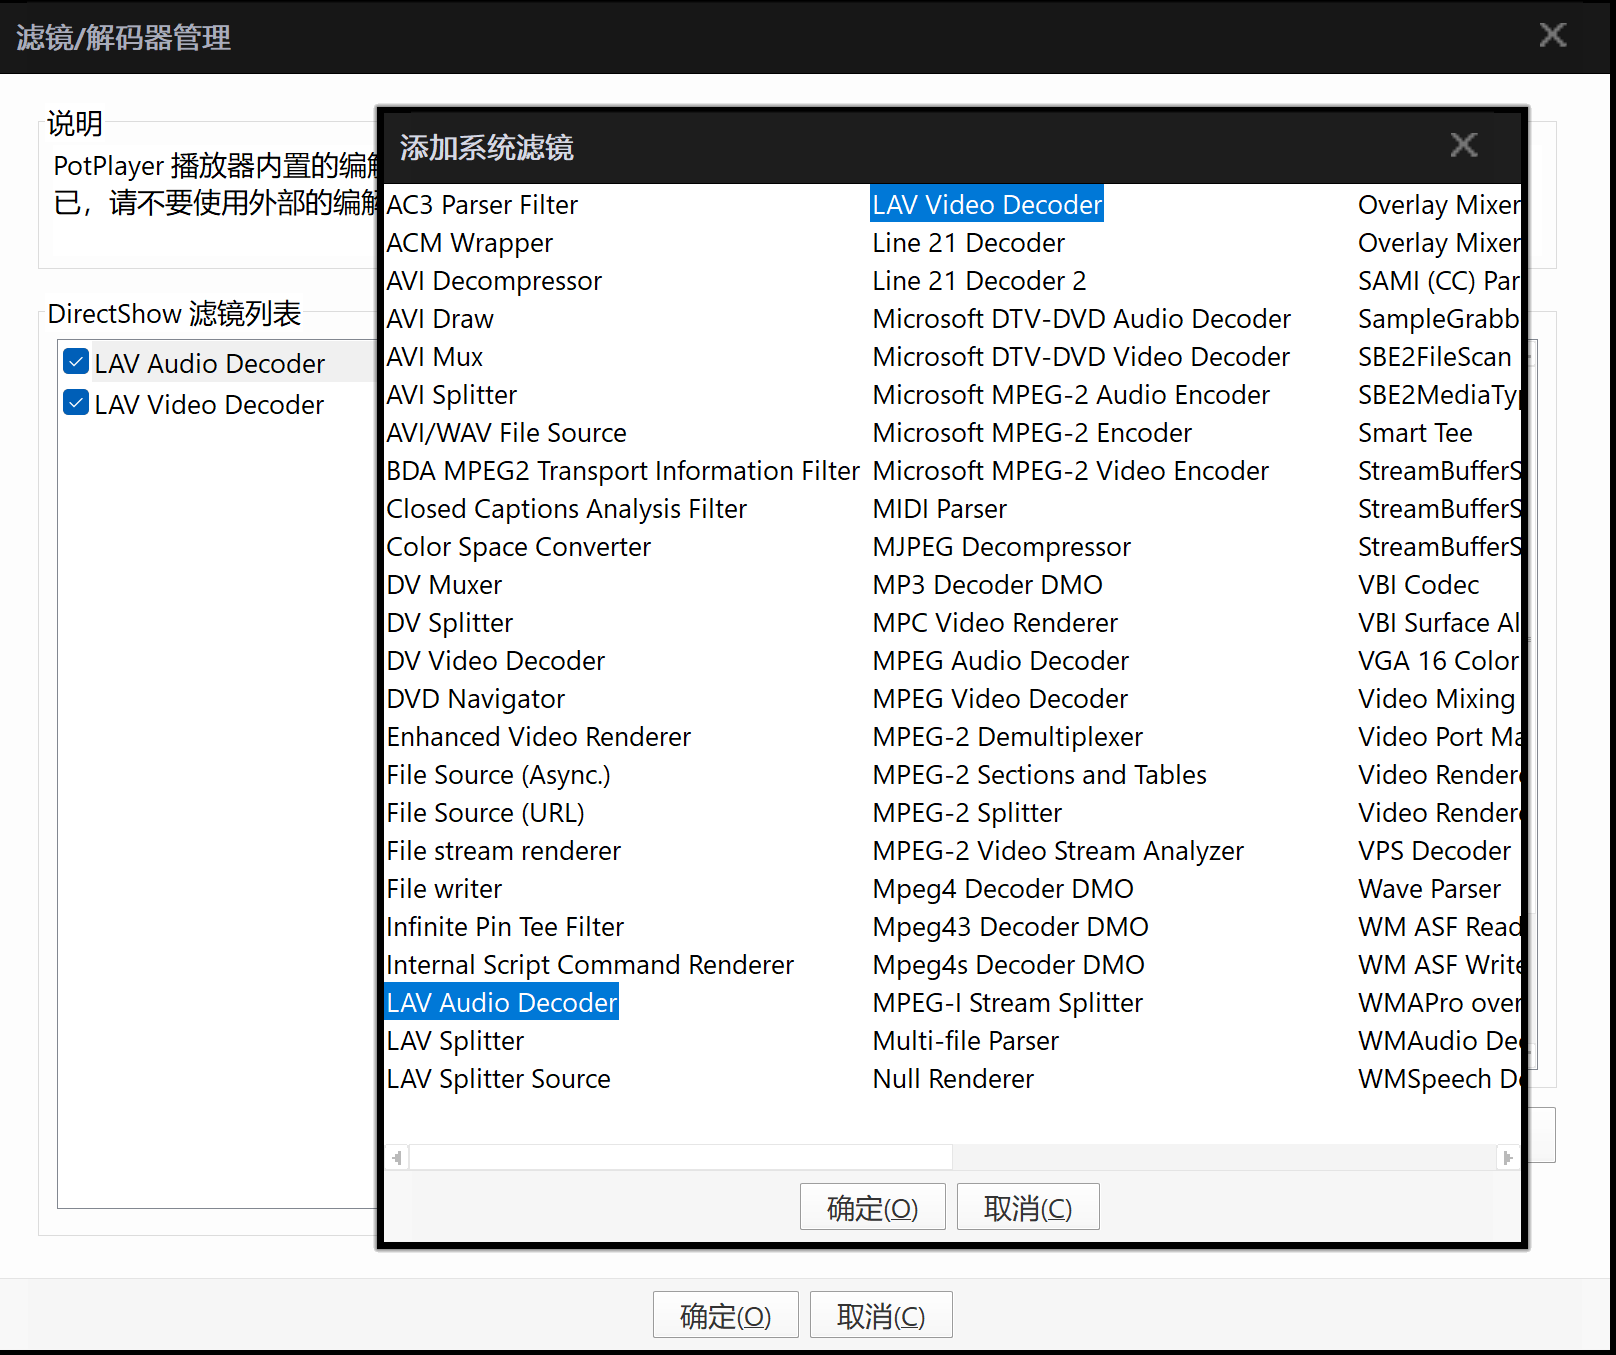 滤镜/解码器管理
说明
PotPlayer 播放器内置的编解
已，请不要使用外部的编解
DirectShow 滤镜列表
LAV Audio Decoder
LAV Video Decoder
添加系统滤镜
AC3 Parser Filter
ACM Wrapper
AVI Decompressor
AVI Draw
AVI Mux
AVI Splitter
AVI/WAV File Source
BDA MPEG2 Transport Information Filter
Closed Captions Analysis Filter
Color Space Converter
DV Muxer
DV Splitter
DV Video Decoder
DVD Navigator
Enhanced Video Renderer
File Source (Async.)
File Source (URL)
File stream renderer
File writer
Infinite Pin Tee Filter
Internal Script Command Renderer
LAV Audio Decoder
LAV Splitter
LAV Splitter Source
LAV Video Decoder
Line 21 Decoder
Line 21 Decoder 2
Microsoft DTV-DVD Audio Decoder
Microsoft DTV-DVD Video Decoder
Microsoft MPEG-2 Audio Encoder
Microsoft MPEG-2 Encoder
Microsoft MPEG-2 Video Encoder
MIDI Parser
MJPEG Decompressor
MP3 Decoder DMO
MPC Video Renderer
MPEG Audio Decoder
MPEG Video Decoder
MPEG-2 Demultiplexer
MPEG-2 Sections and Tables
MPEG-2 Splitter
MPEG-2 Video Stream Analyzer
Mpeg4 Decoder DMO
Mpeg43 Decoder DMO
Mpeg4s Decoder DMO
MPEG-I Stream Splitter
Multi-file Parser
Null Renderer
Overlay Mixer
Overlay Mixer
SAMI (CC) Par
SampleGrabb
SBE2FileScan
SBE2MediaTyp
Smart Tee
StreamBufferS
StreamBufferS
StreamBufferS
VBI Codec
VBI Surface Al
VGA 16 Color
Video Mixing
Video Port Ma
Video Rendere
Video Rendere
VPS Decoder
Wave Parser
WM ASF Read
WM ASF Write
WMAPro over
WMAudio Dec
WMSpeech De
确定(O)
取消(C)
确定(O)
取消(C)